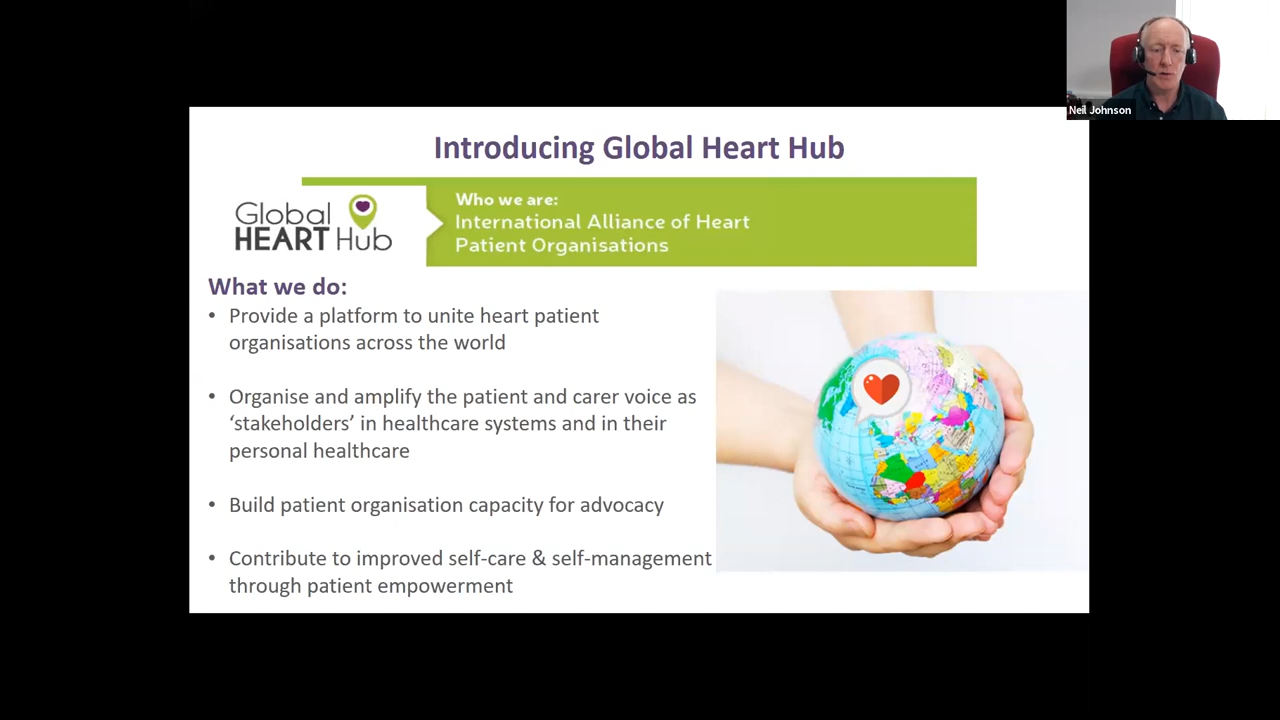 Neil Johnson
Introducing Global Heart Hub
Global
HEART Hub
Who we are:
International Alliance of Heart
Patient Organisations
What we do:
• Provide a platform to unite heart patient
organisations across the world
• Organise and amplify the patient and carer voice as
‘stakeholders’ in healthcare systems and in their
personal healthcare
• Build patient organisation capacity for advocacy
• Contribute to improved self-care & self-management
through patient empowerment